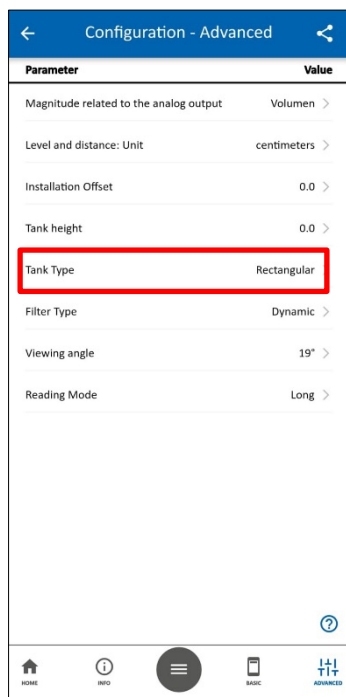 Configuration - Advanced
Parameter Value
Magnitude related to the analog output Volumen
Level and distance: Unit centimeters
Installation Offset 0.0
Tank height 0.0
Tank Type Rectangular
Filter Type Dynamic
Viewing angle 19°
Reading Mode Long
HOME INFO BASIC ADVANCED